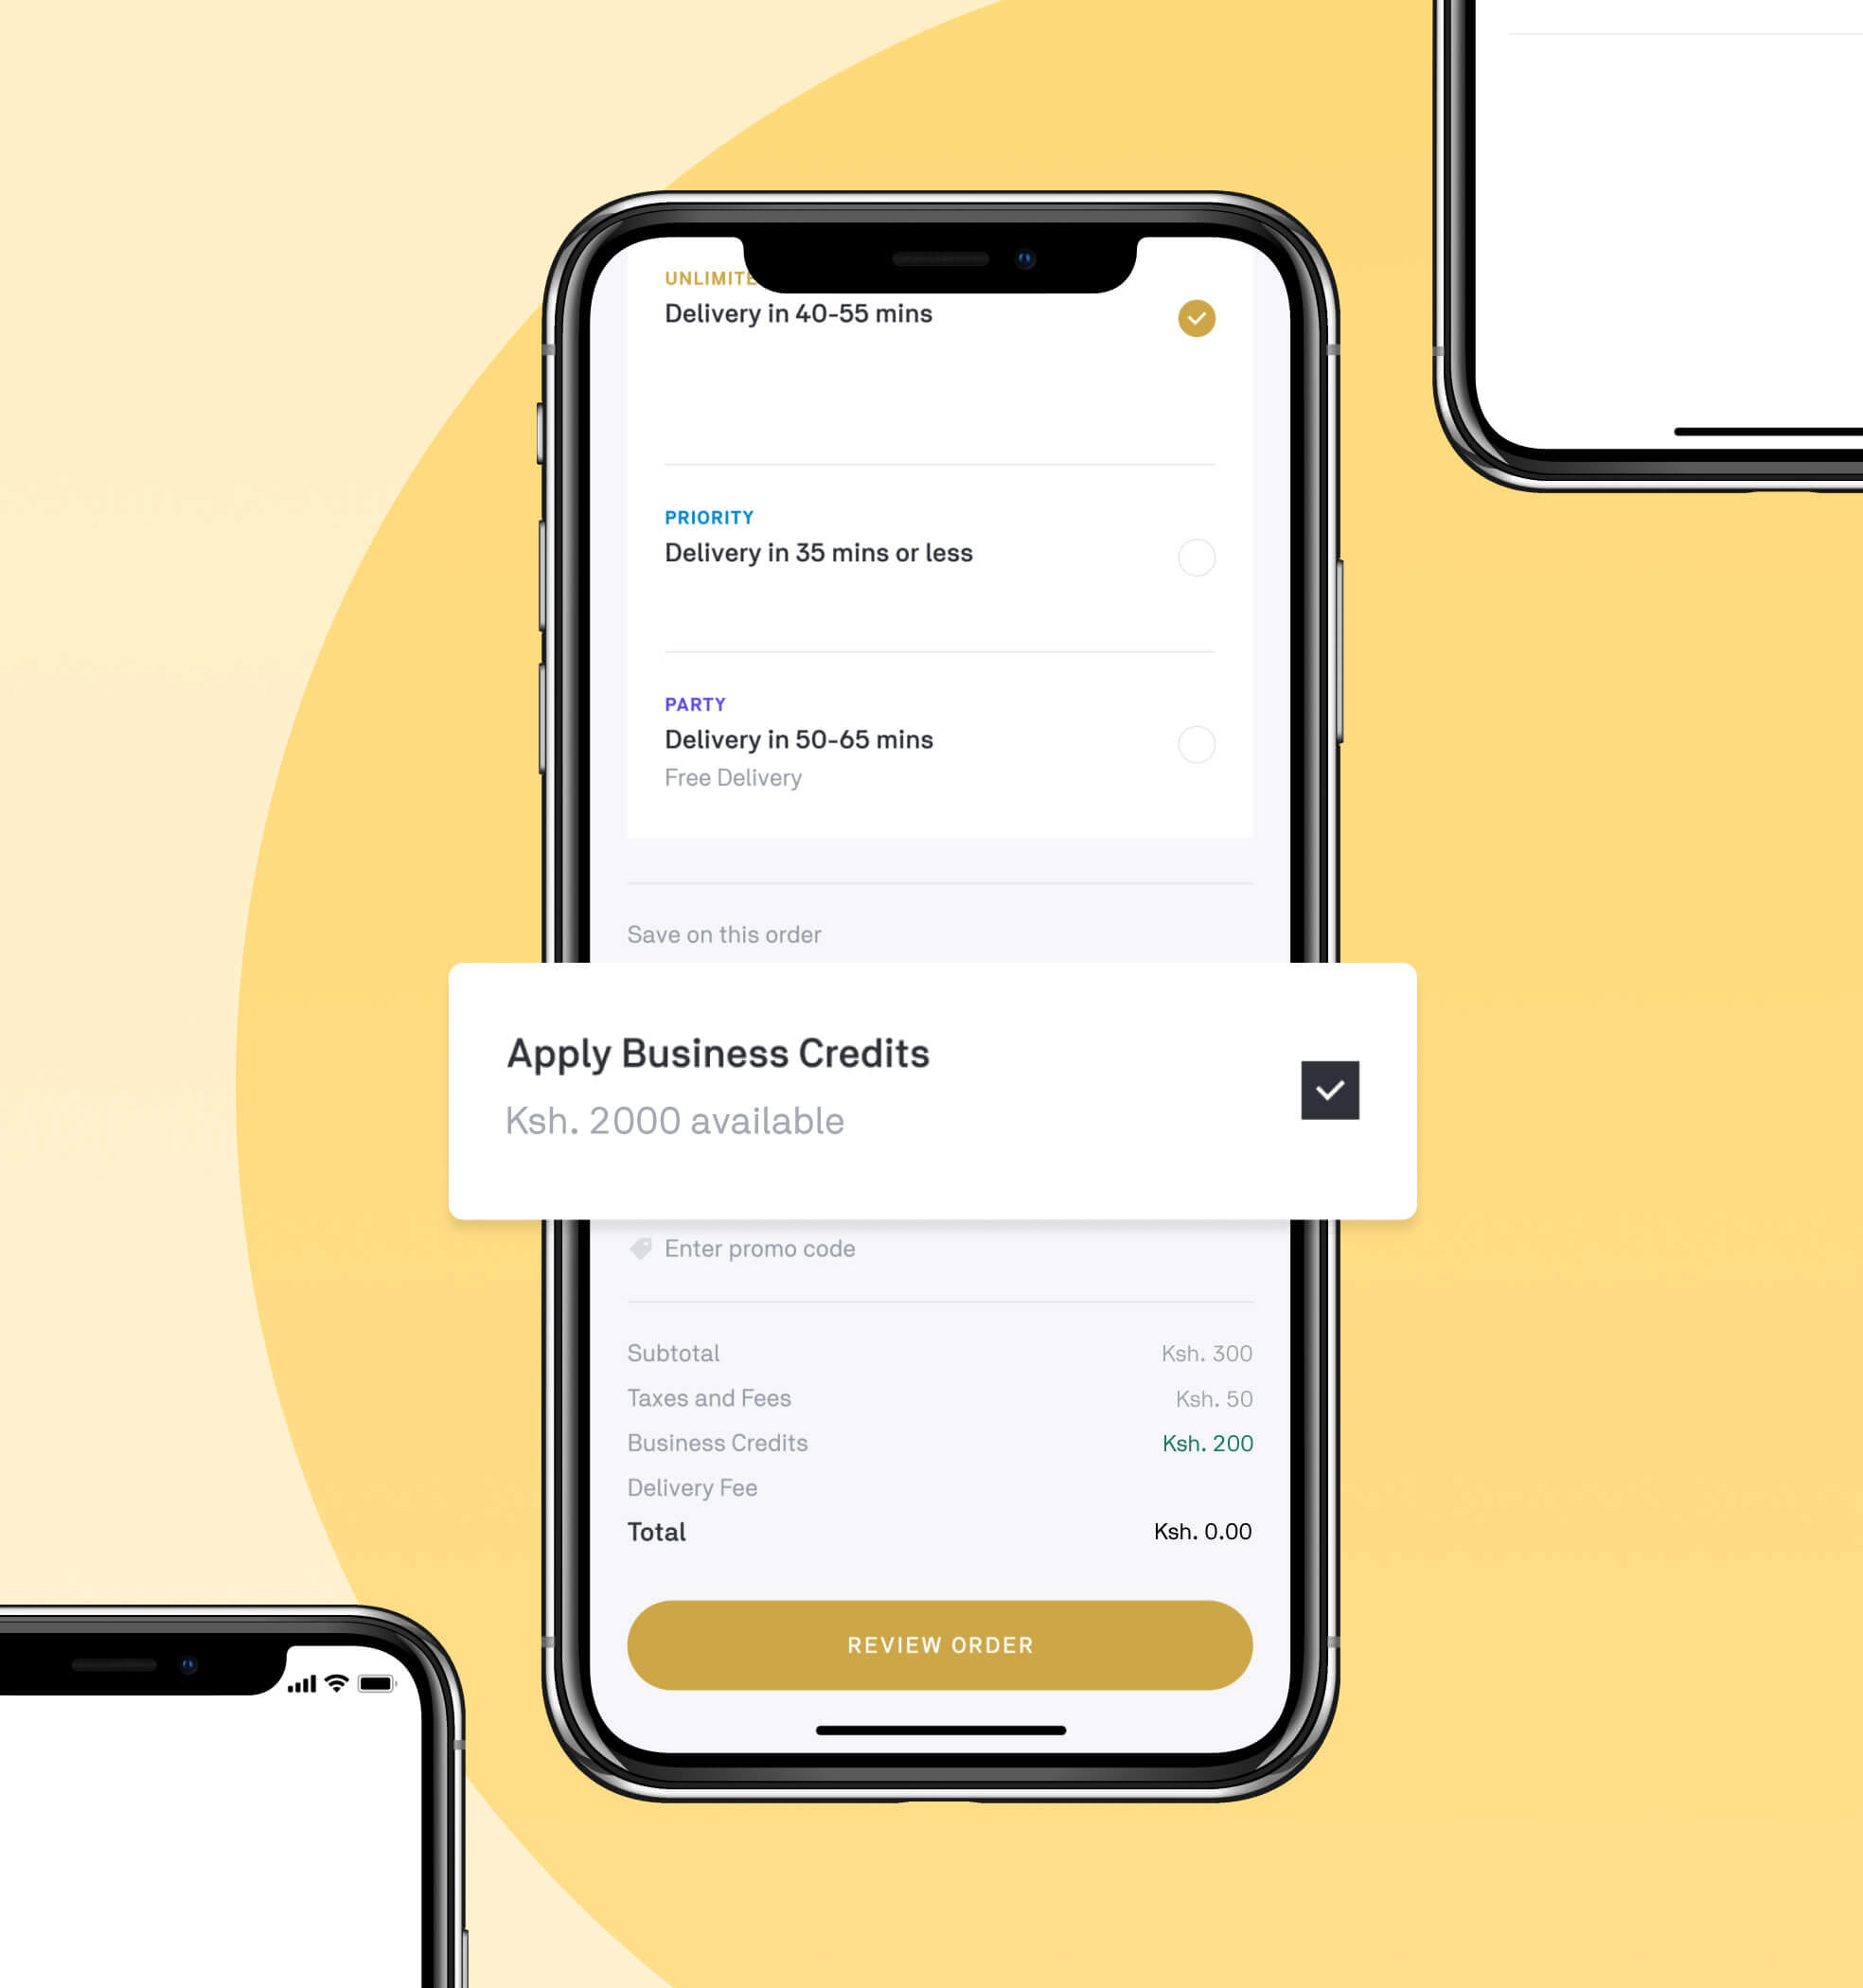 UNLIMITE
Delivery in 40-55 mins
PRIORITY
Delivery in 35 mins or less
PARTY
Delivery in 50-65 mins
Free Delivery
Save on this order
Apply Business Credits
Ksh. 2000 available
Enter promo code
Subtotal Ksh. 300
Taxes and Fees Ksh. 50
Business Credits Ksh. 200
Delivery Fee
Total Ksh. 0.00
REVIEW ORDER